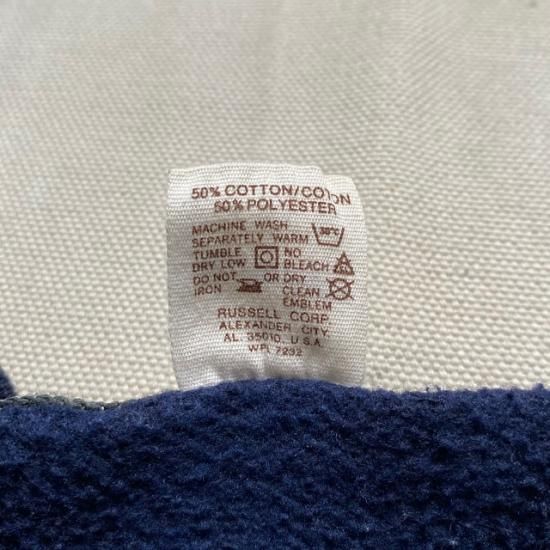 50% COTTON/COTON
50% POLYESTER
MACHINE WASH
SEPARATELY WARM
TUMBLE NO
DRY LOW BLEACH
DO NOT OR DRY
IRON CLEAN
EMBLEM
RUSSELL CORP.
ALEXANDER CITY,
AL. 35010, U.S.A.
WPL 7292